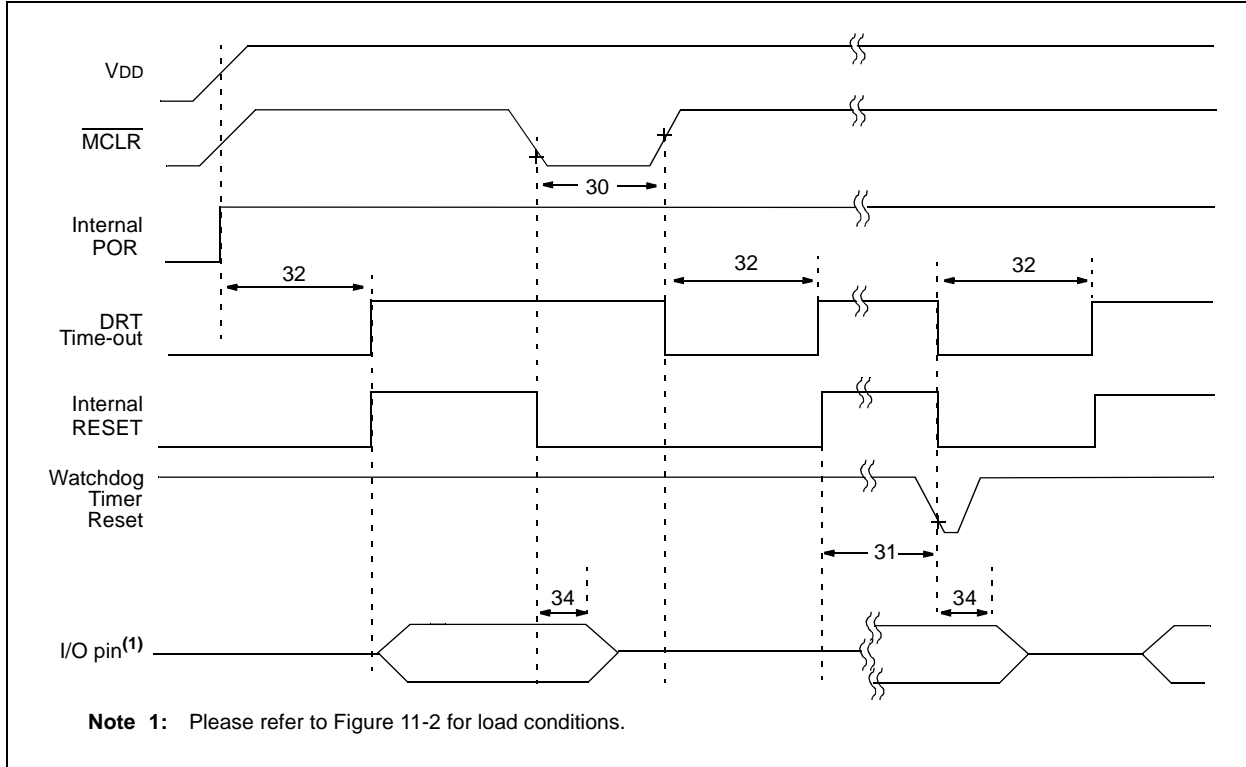 VDD
MCLR
30
Internal
POR
32
32
32
DRT
Time-out
Internal
RESET
Watchdog
Timer
Reset
31
34
34
I/O pin(1)
Note 1: Please refer to Figure 11-2 for load conditions.